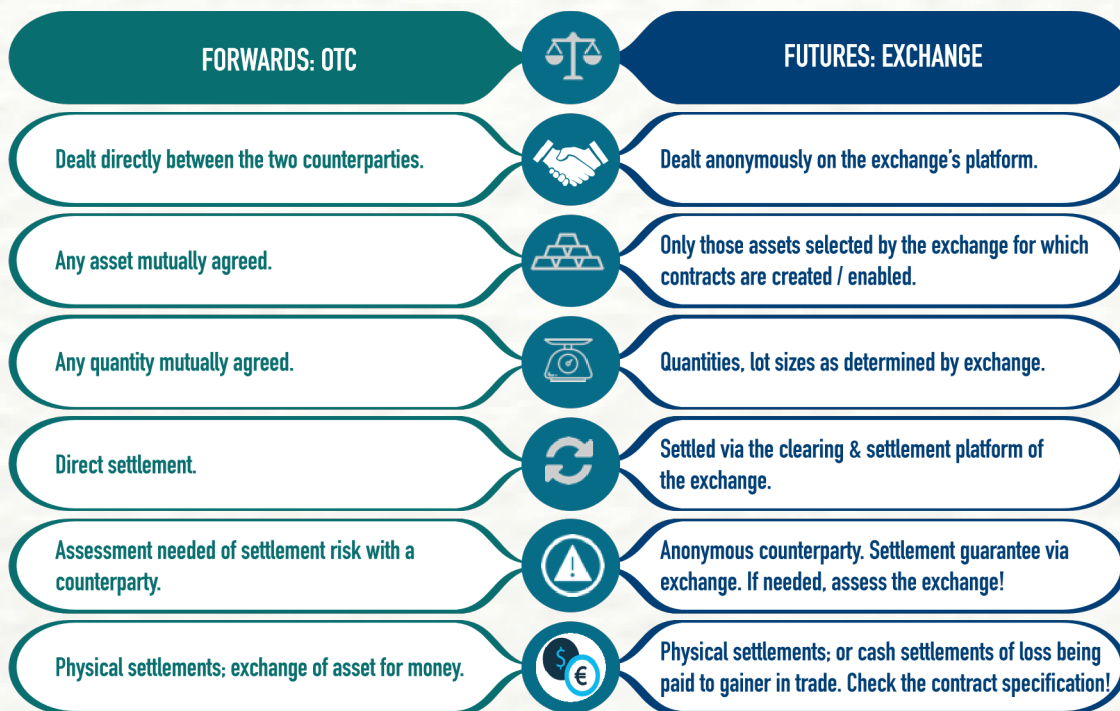 FORWARDS: OTC
FUTURES: EXCHANGE
Dealt directly between the two counterparties.
Dealt anonymously on the exchange’s platform.
Any asset mutually agreed.
Only those assets selected by the exchange for which
contracts are created / enabled.
Any quantity mutually agreed.
Quantities, lot sizes as determined by exchange.
Direct settlement.
Settled via the clearing & settlement platform of
the exchange.
Assessment needed of settlement risk with a
counterparty.
Anonymous counterparty. Settlement guarantee via
exchange. If needed, assess the exchange!
Physical settlements; exchange of asset for money.
$
€
Physical settlements; or cash settlements of loss being
paid to gainer in trade. Check the contract specification!